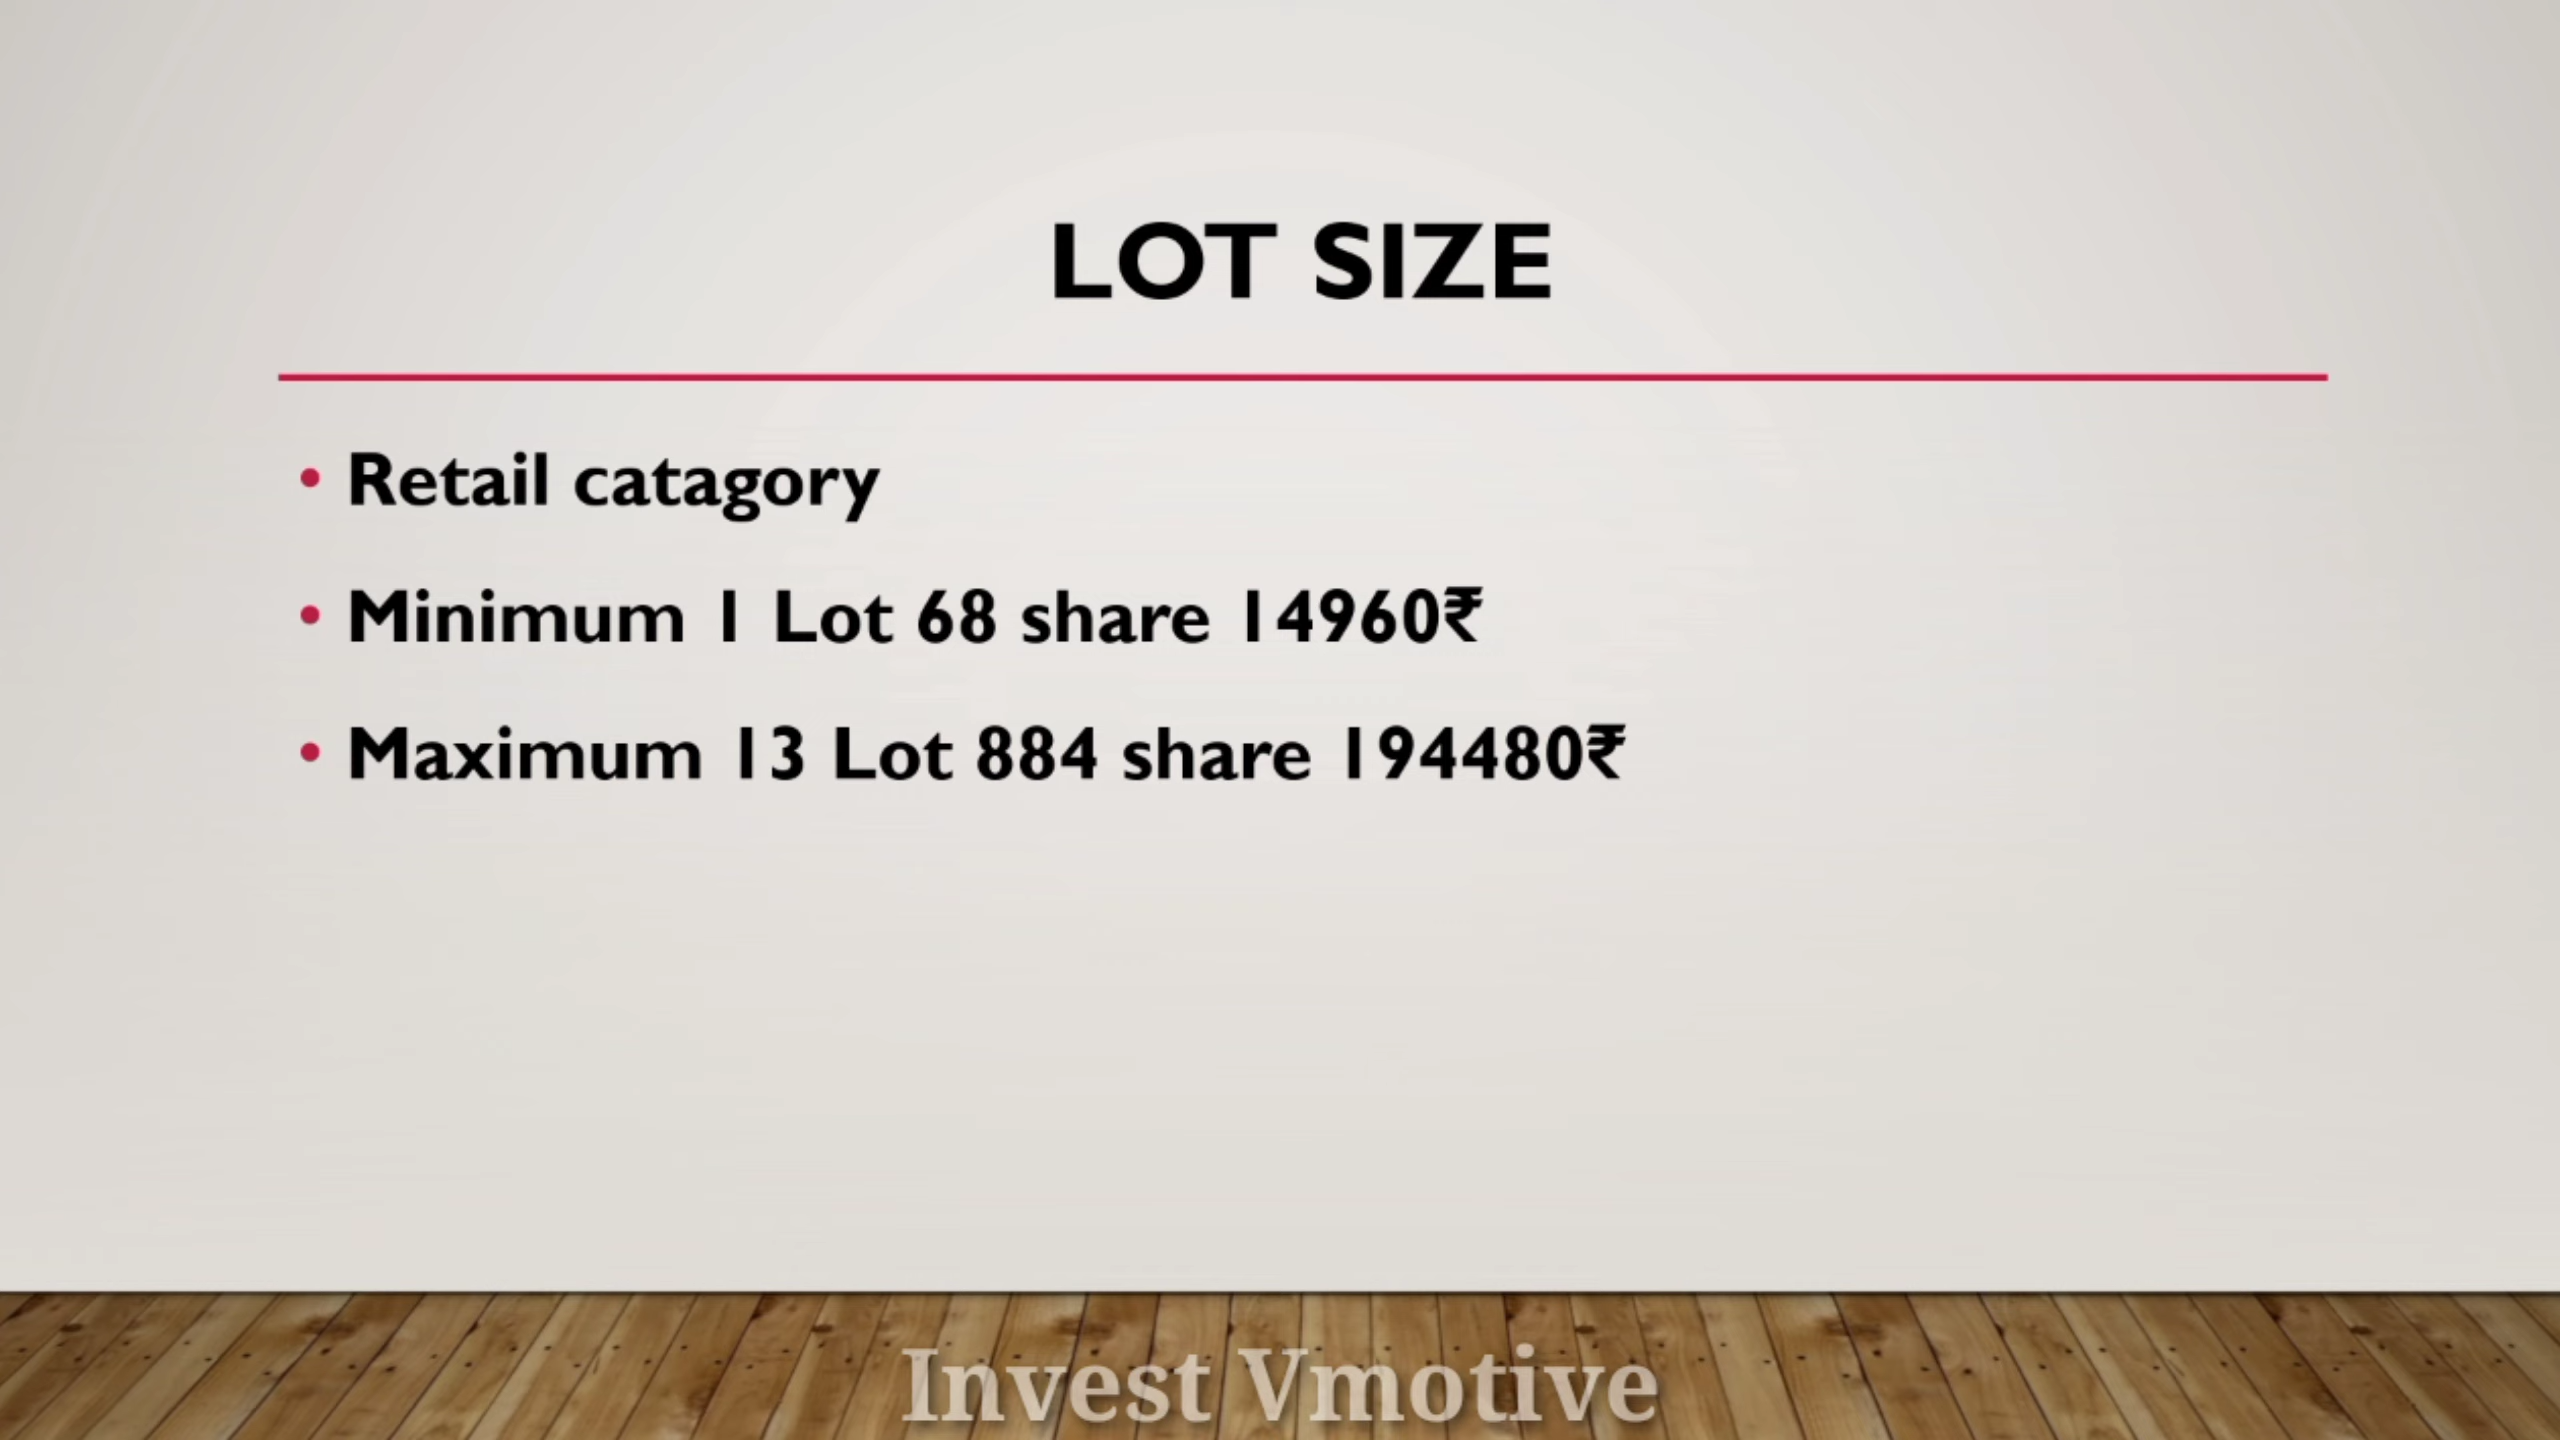 LOT SIZE
• Retail catagory
• Minimum 1 Lot 68 share 14960₹
• Maximum 13 Lot 884 share 194480₹
Invest Vmotive